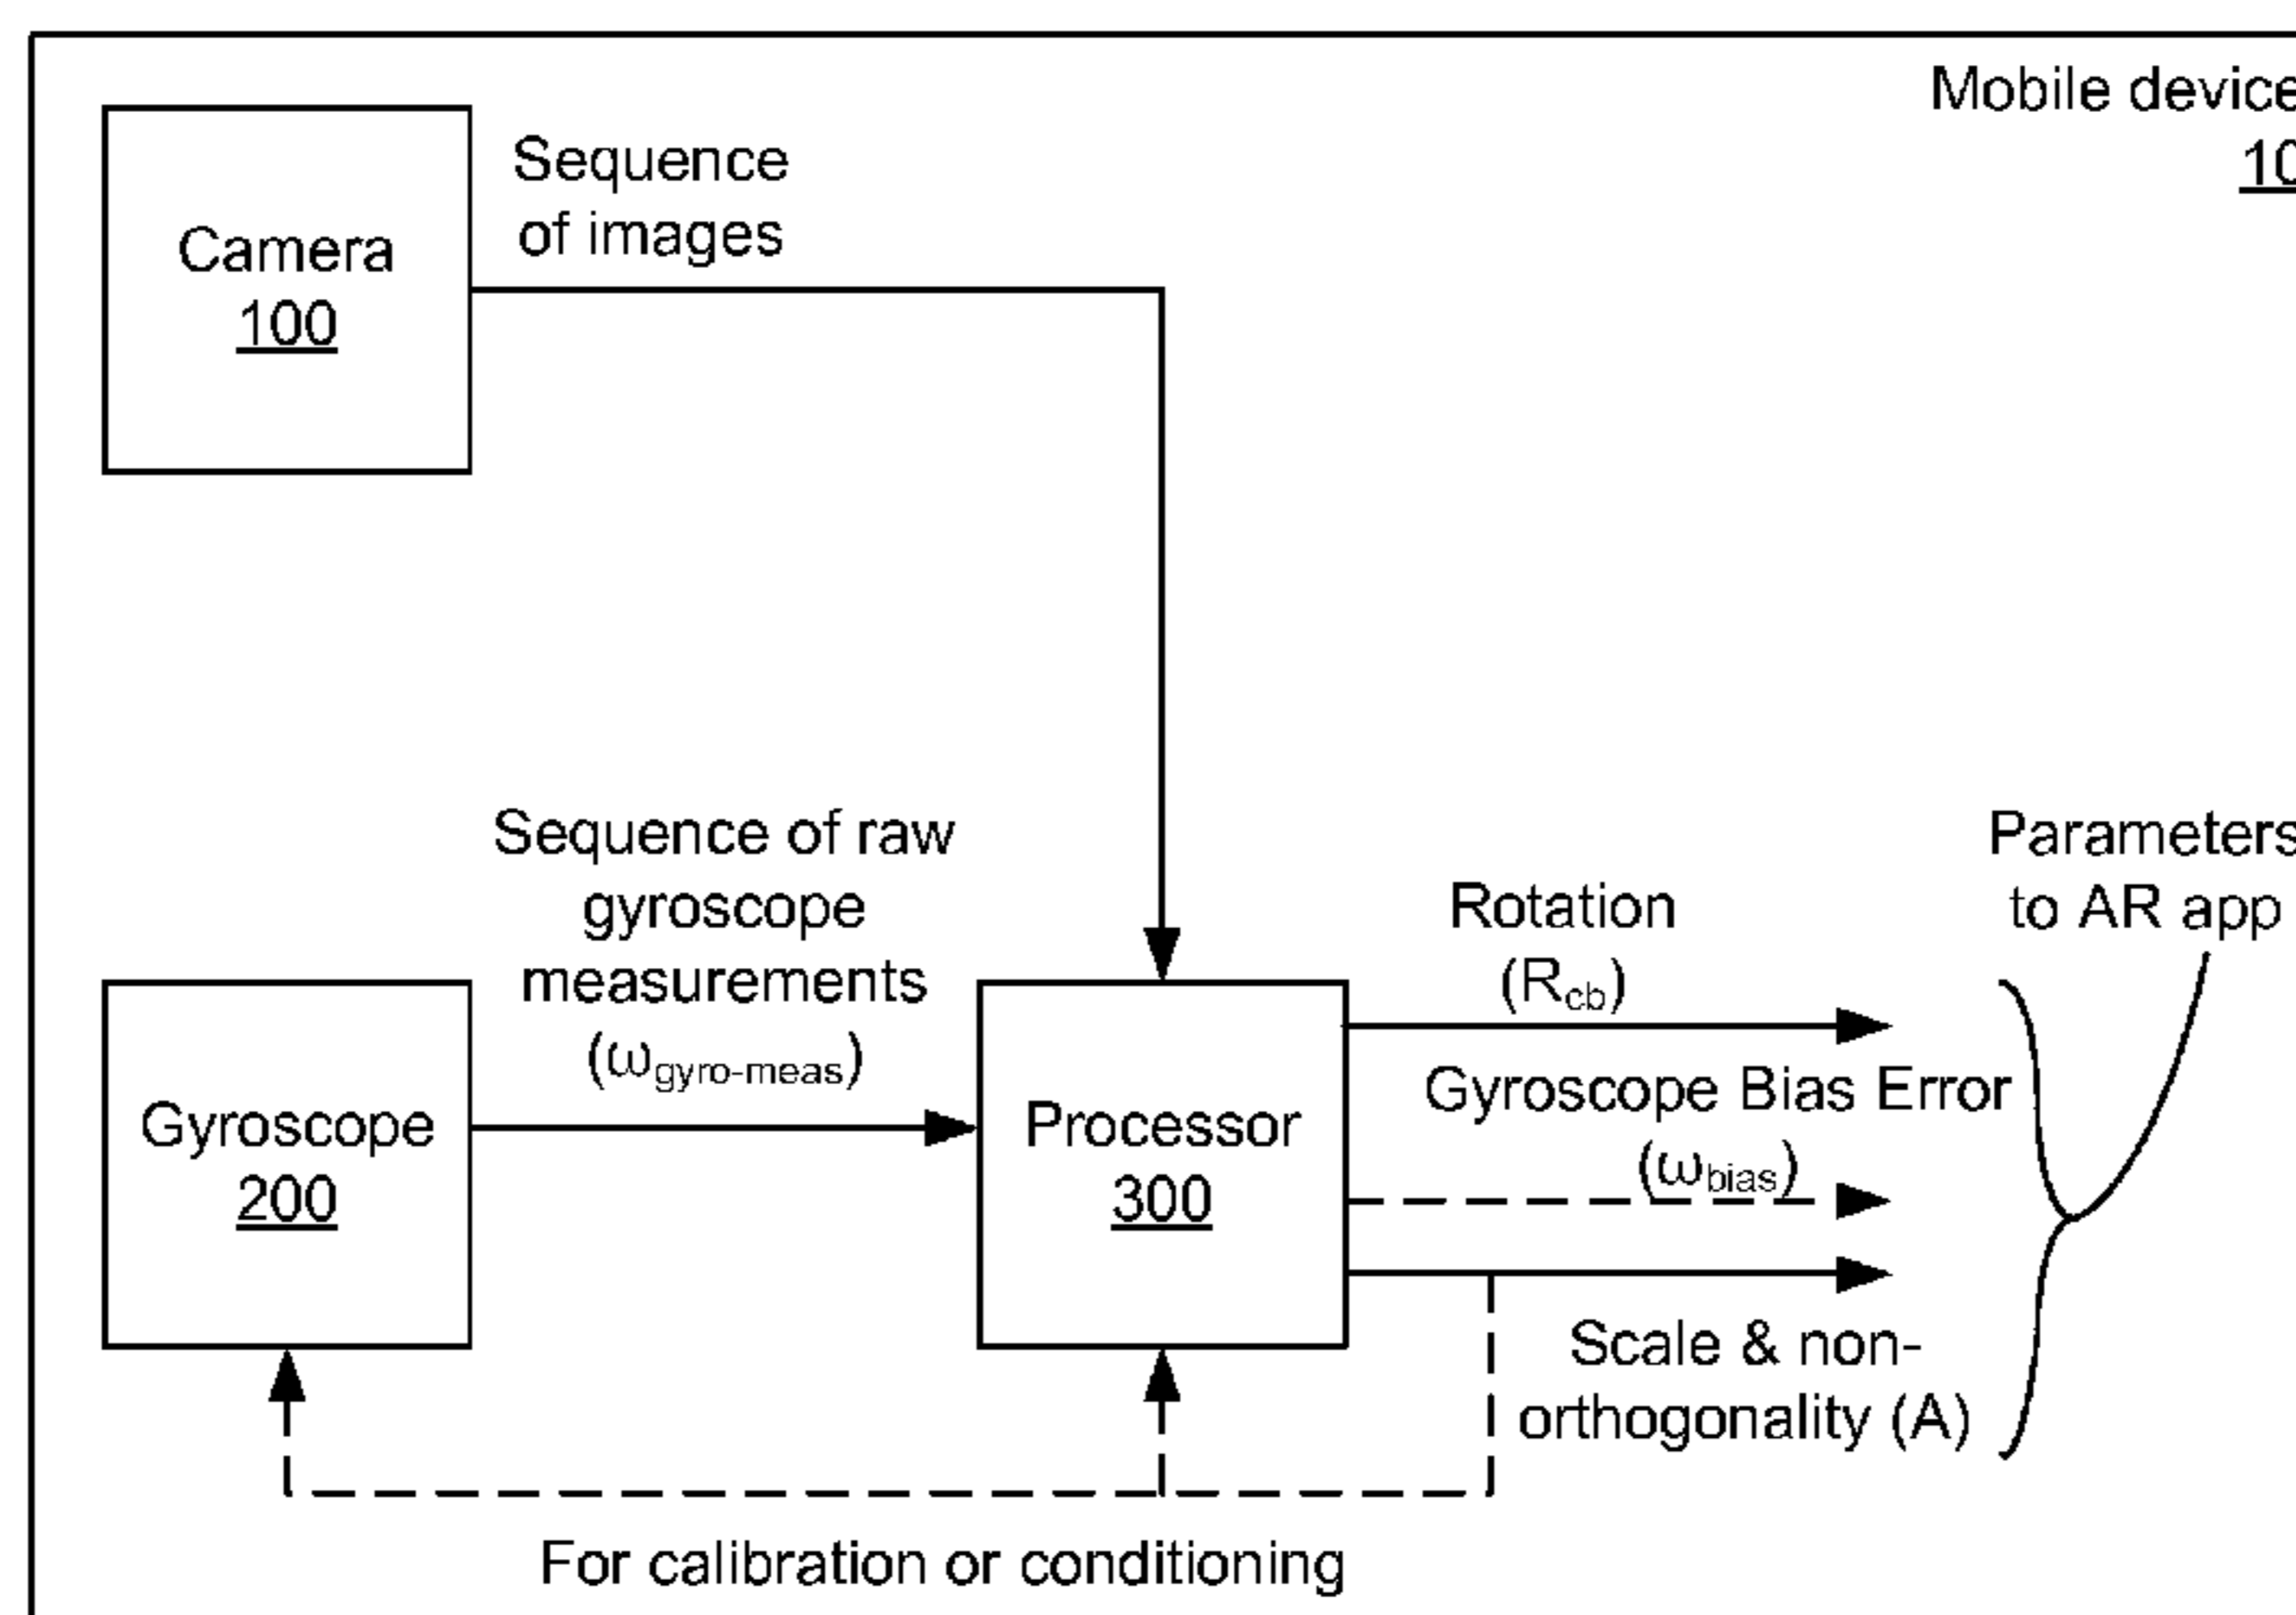 Mobile device
10
Camera
100
Sequence
of images
Sequence of raw
gyroscope
measurements
(ωgyro-meas)
Gyroscope
200
Processor
300
Rotation
(Rcb)
Gyroscope Bias Error
(ωbias)
Scale & non-
orthogonality (A)
Parameters
to AR app
For calibration or conditioning